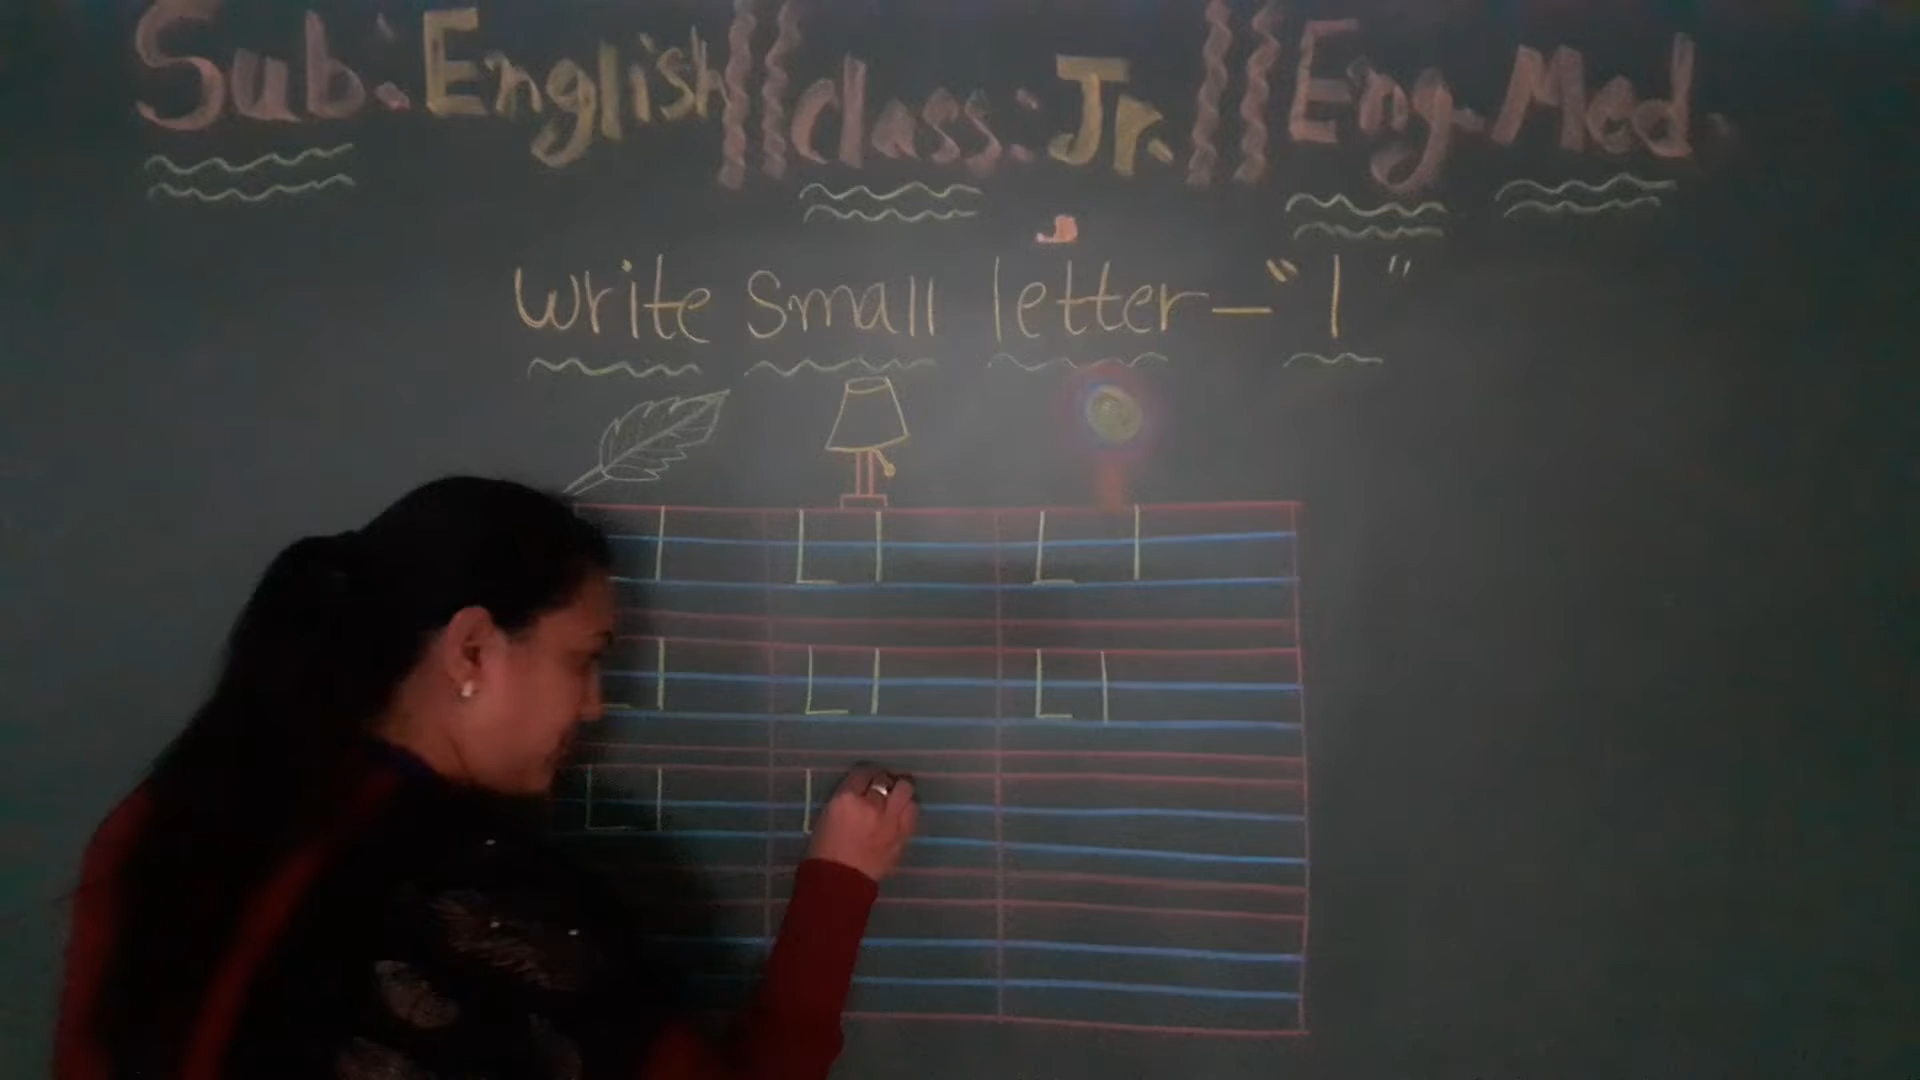 Sub:English || class: Jr. || Eng. Med.
write small letter - "l"
l L l L l
l L l L l
L l L